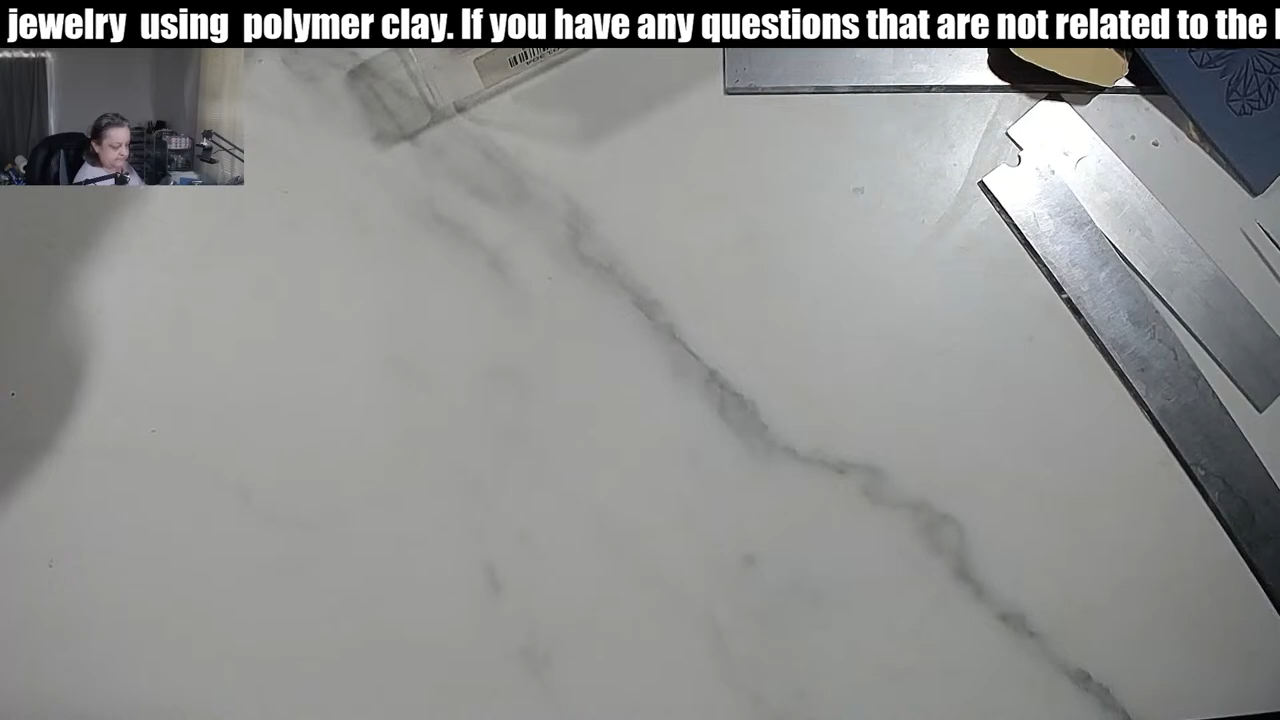 jewelry using polymer clay. If you have any questions that are not related to the